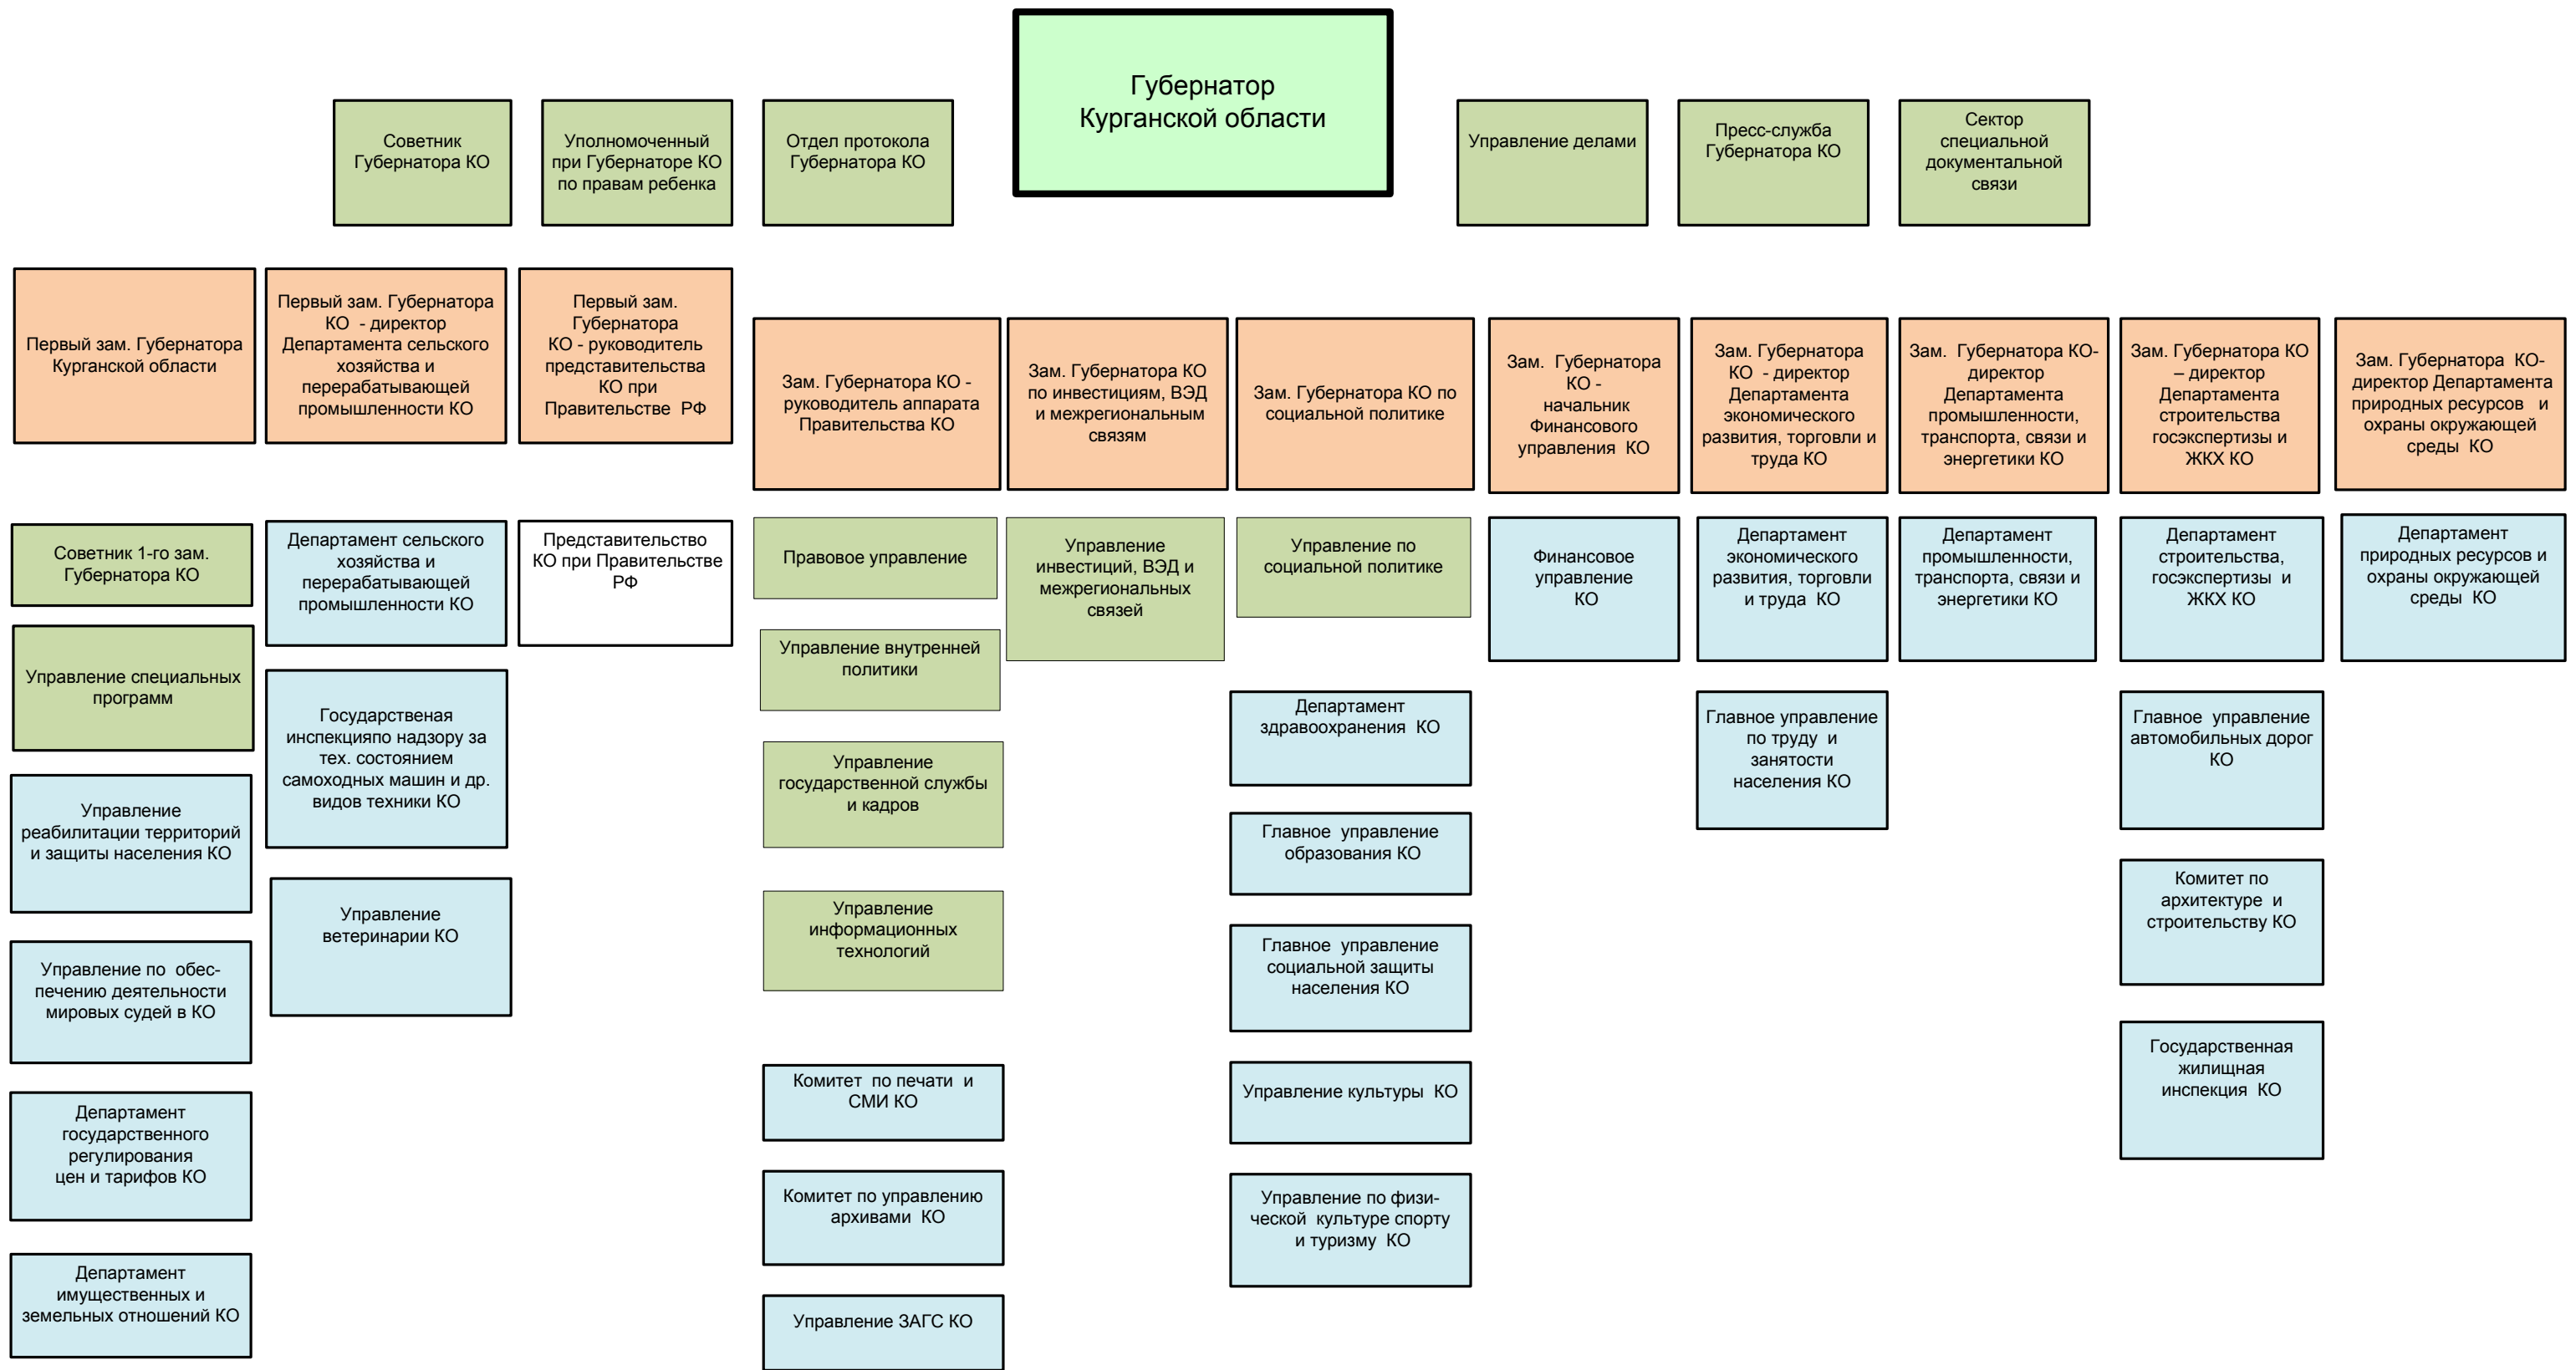 Губернатор
Курганской области
Советник
Губернатора КО
Уполномоченный
при Губернаторе КО
по правам ребенка
Отдел протокола
Губернатора КО
Управление делами
Пресс-служба
Губернатора КО
Сектор
специальной
документальной
связи
Первый зам. Губернатора
Курганской области
Первый зам. Губернатора
КО - директор
Департамента сельского
хозяйства и
перерабатывающей
промышленности КО
Первый зам.
Губернатора
КО - руководитель
представительства
КО при
Правительстве РФ
Зам. Губернатора КО -
руководитель аппарата
Правительства КО
Зам. Губернатора КО
по инвестициям, ВЭД
и межрегиональным
связям
Зам. Губернатора КО по
социальной политике
Зам. Губернатора
КО -
начальник
Финансового
управления КО
Зам. Губернатора
КО - директор
Департамента
экономического
развития, торговли и
труда КО
Зам. Губернатора КО-
директор
Департамента
промышленности,
транспорта, связи и
энергетики КО
Зам. Губернатора КО
– директор
Департамента
строительства
госэкспертизы и
ЖКХ КО
Зам. Губернатора КО-
директор Департамента
природных ресурсов и
охраны окружающей
среды КО
Советник 1-го зам.
Губернатора КО
Управление специальных
программ
Управление
реабилитации территорий
и защиты населения КО
Управление по обес-
печению деятельности
мировых судей в КО
Департамент
государственного
регулирования
цен и тарифов КО
Департамент
имущественных и
земельных отношений КО
Департамент сельского
хозяйства и
перерабатывающей
промышленности КО
Государственая
инспекцияпо надзору за
тех. состоянием
самоходных машин и др.
видов техники КО
Управление
ветеринарии КО
Представительство
КО при Правительстве
РФ
Правовое управление
Управление внутренней
политики
Управление
государственной службы
и кадров
Управление
информационных
технологий
Комитет по печати и
СМИ КО
Комитет по управлению
архивами КО
Управление ЗАГС КО
Управление
инвестиций, ВЭД и
межрегиональных
связей
Управление по
социальной политике
Департамент
здравоохранения КО
Главное управление
образования КО
Главное управление
социальной защиты
населения КО
Управление культуры КО
Управление по физи-
ческой культуре спорту
и туризму КО
Финансовое
управление
КО
Департамент
экономического
развития, торговли
и труда КО
Главное управление
по труду и
занятости
населения КО
Департамент
промышленности,
транспорта, связи и
энергетики КО
Департамент
строительства,
госэкспертизы и
ЖКХ КО
Главное управление
автомобильных дорог
КО
Комитет по
архитектуре и
строительству КО
Государственная
жилищная
инспекция КО
Департамент
природных ресурсов и
охраны окружающей
среды КО